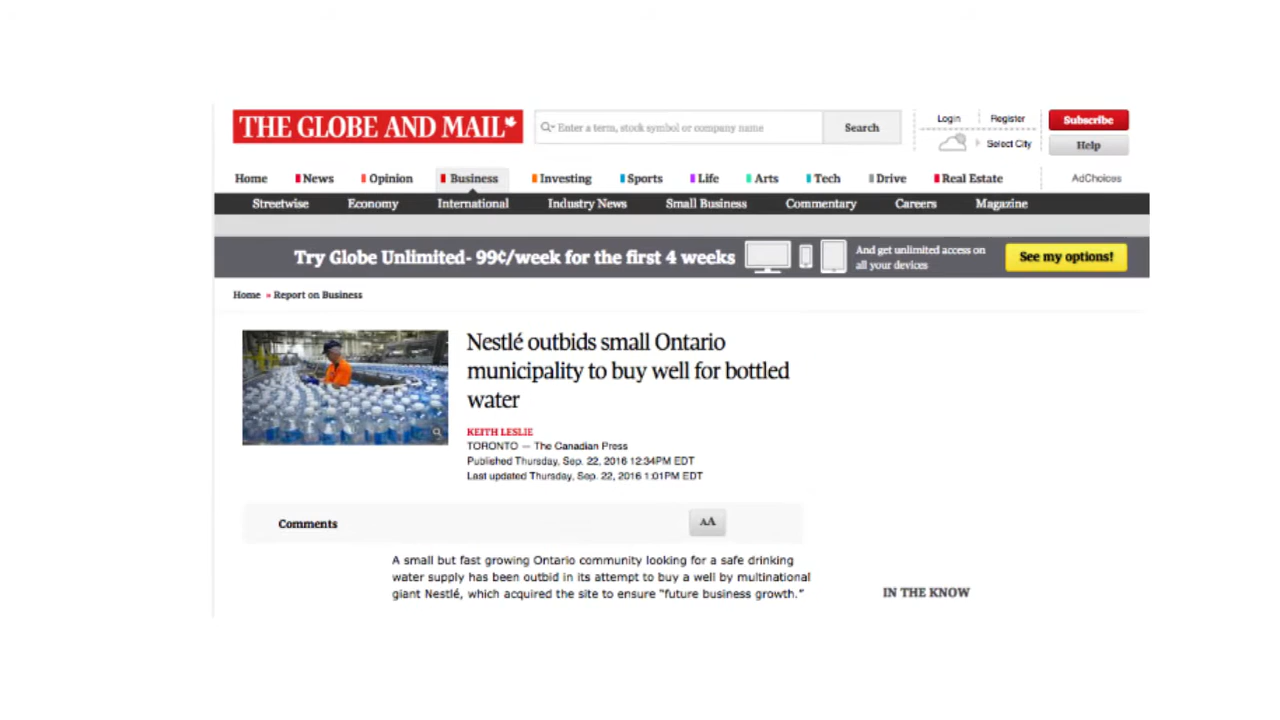 THE GLOBE AND MAIL
Enter a term, stock symbol or company name
Search
Login
Register
Select City
Subscribe
Help
Home News Opinion Business Investing Sports Life Arts Tech Drive Real Estate AdChoices
Streetwise Economy International Industry News Small Business Commentary Careers Magazine
Try Globe Unlimited- 99¢/week for the first 4 weeks
And get unlimited access on
all your devices
See my options!
Home » Report on Business
Nestlé outbids small Ontario
municipality to buy well for bottled
water
KEITH LESLIE
TORONTO — The Canadian Press
Published Thursday, Sep. 22, 2016 12:34PM EDT
Last updated Thursday, Sep. 22, 2016 1:01PM EDT
Comments
AA
A small but fast growing Ontario community looking for a safe drinking
water supply has been outbid in its attempt to buy a well by multinational
giant Nestlé, which acquired the site to ensure “future business growth.”
IN THE KNOW